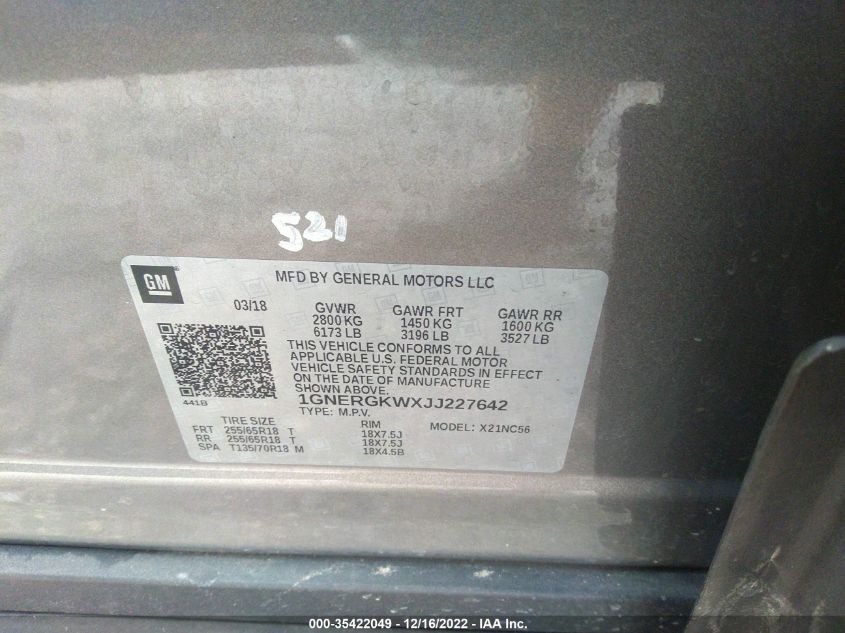 521
GM
MFD BY GENERAL MOTORS LLC
03/18 GVWR GAWR FRT GAWR RR
2800 KG 1450 KG 1600 KG
6173 LB 3196 LB 3527 LB
THIS VEHICLE CONFORMS TO ALL
APPLICABLE U.S. FEDERAL MOTOR
VEHICLE SAFETY STANDARDS IN EFFECT
ON THE DATE OF MANUFACTURE
SHOWN ABOVE.
1GNERGKWXJJ227642
441B
TYPE: M.P.V.
TIRE SIZE RIM MODEL: X21NC56
FRT 255/65R18 T 18X7.5J
RR 255/65R18 T 18X7.5J
SPA T135/70R18 M 18X4.5B
000-35422049 - 12/16/2022 - IAA Inc.